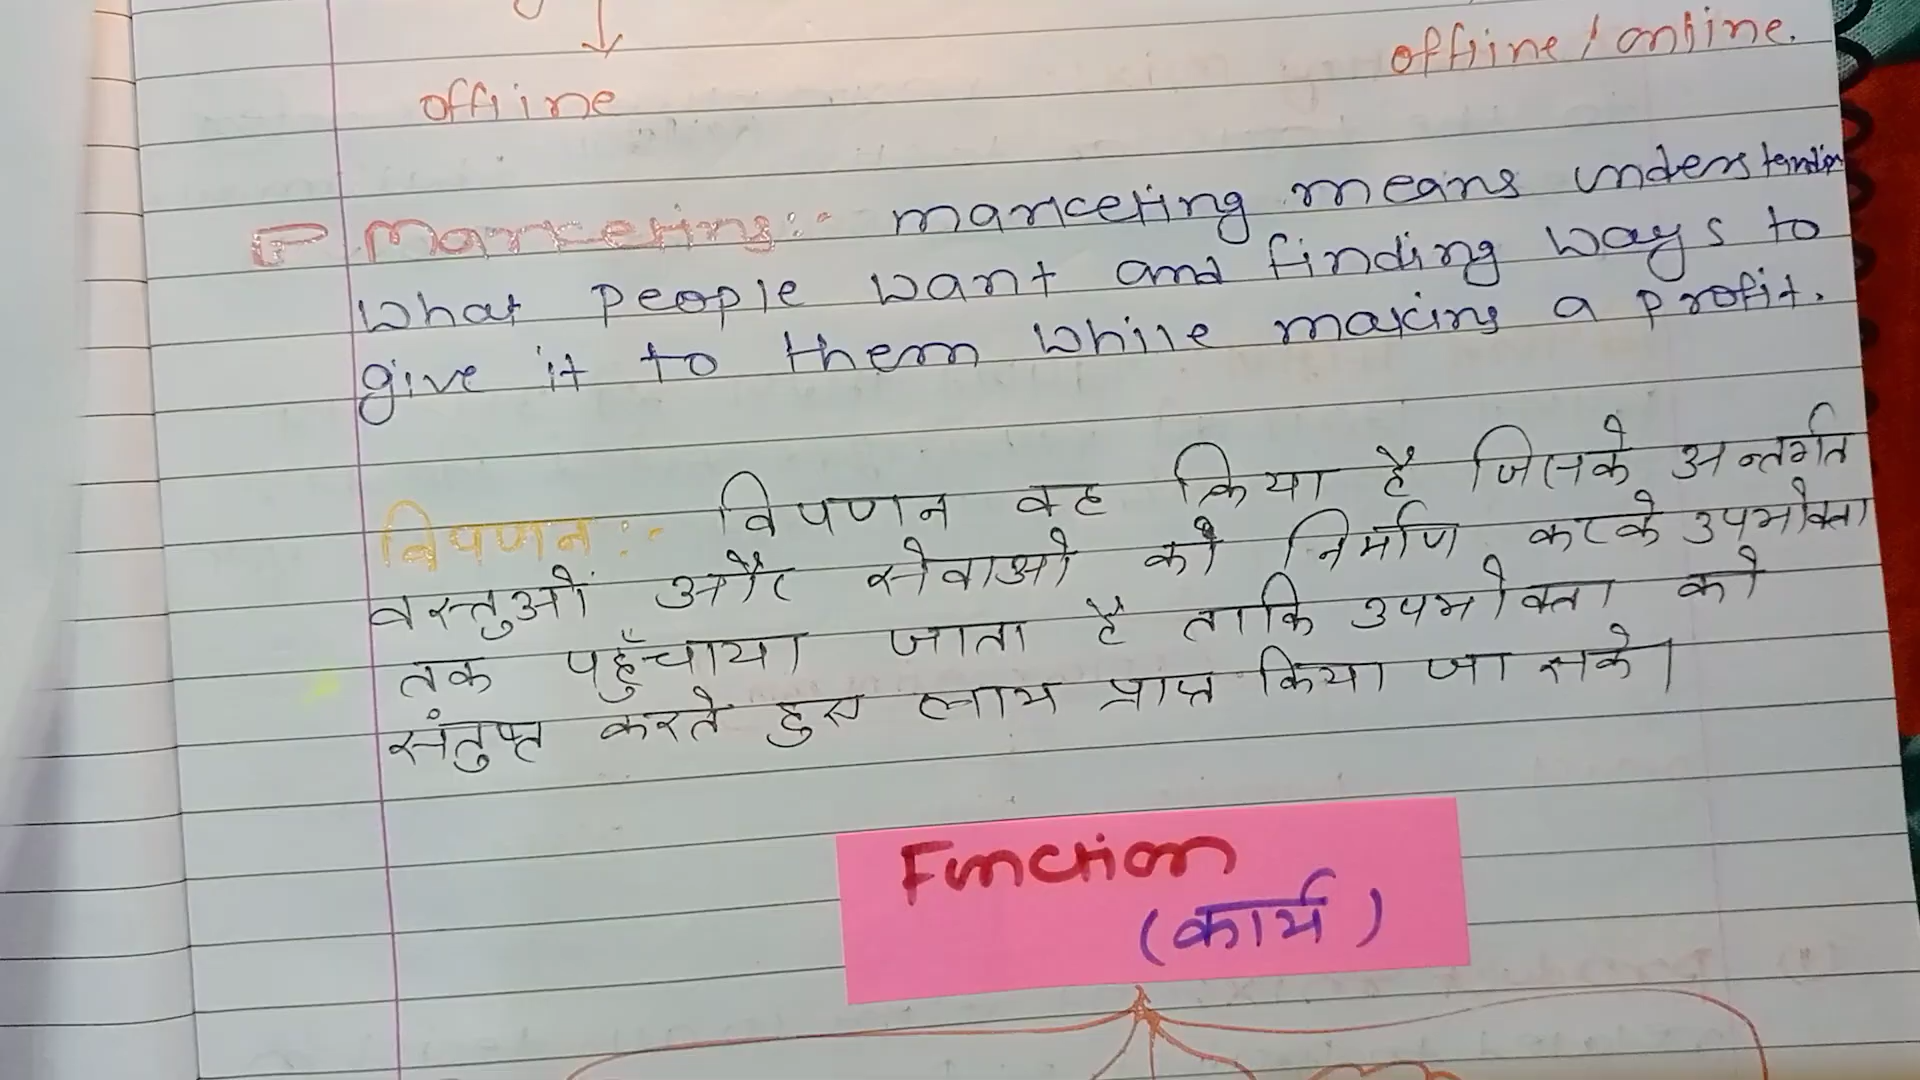 offline
offline / online.
Marketing:- marketing means understanding
what people want and finding ways to
give it to them while making a profit.
विपणन:- विपणन वह क्रिया है जिसके अन्तर्गत
वस्तुओं और सेवाओ को निर्माण करके उपभोक्ता
तक पहुँचाया जाता है ताकि उपभोक्ता को
संतुष्ट करते हुए लाभ प्राप्त किया जा सके।
Function
(कार्य)